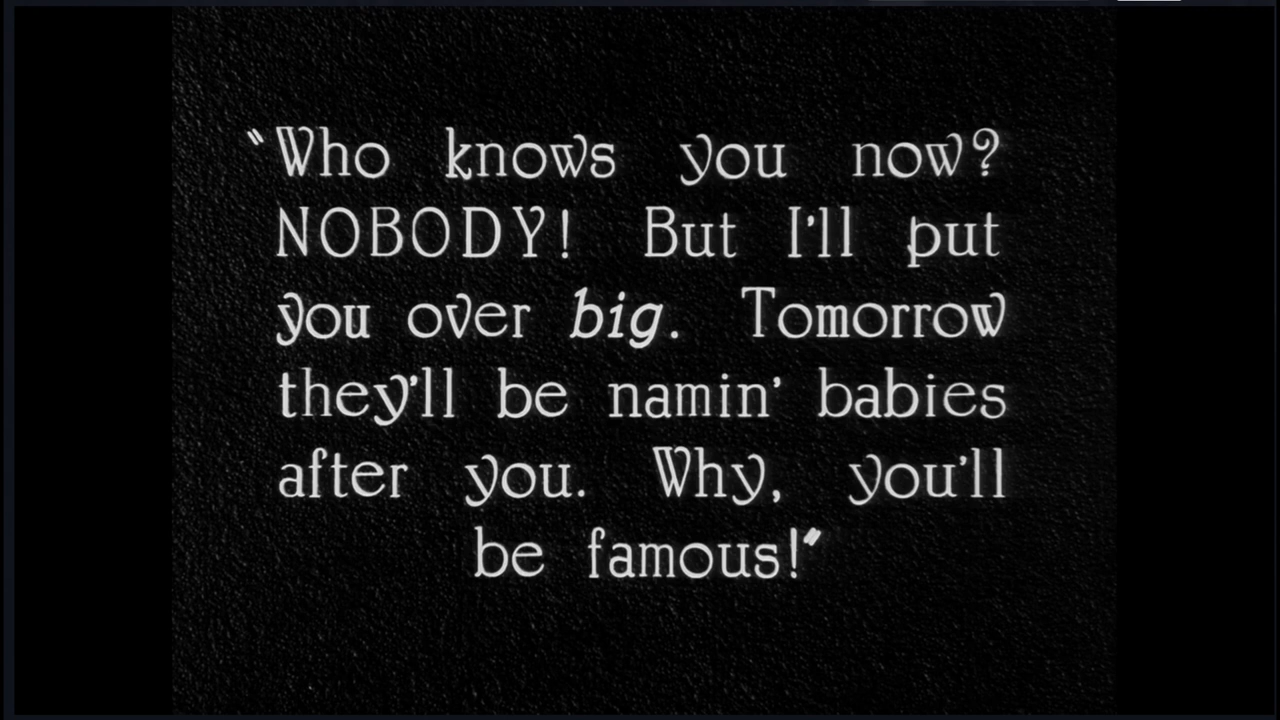 “Who knows you now?
NOBODY! But I'll put
you over big. Tomorrow
they'll be namin' babies
after you. Why, you'll
be famous!”